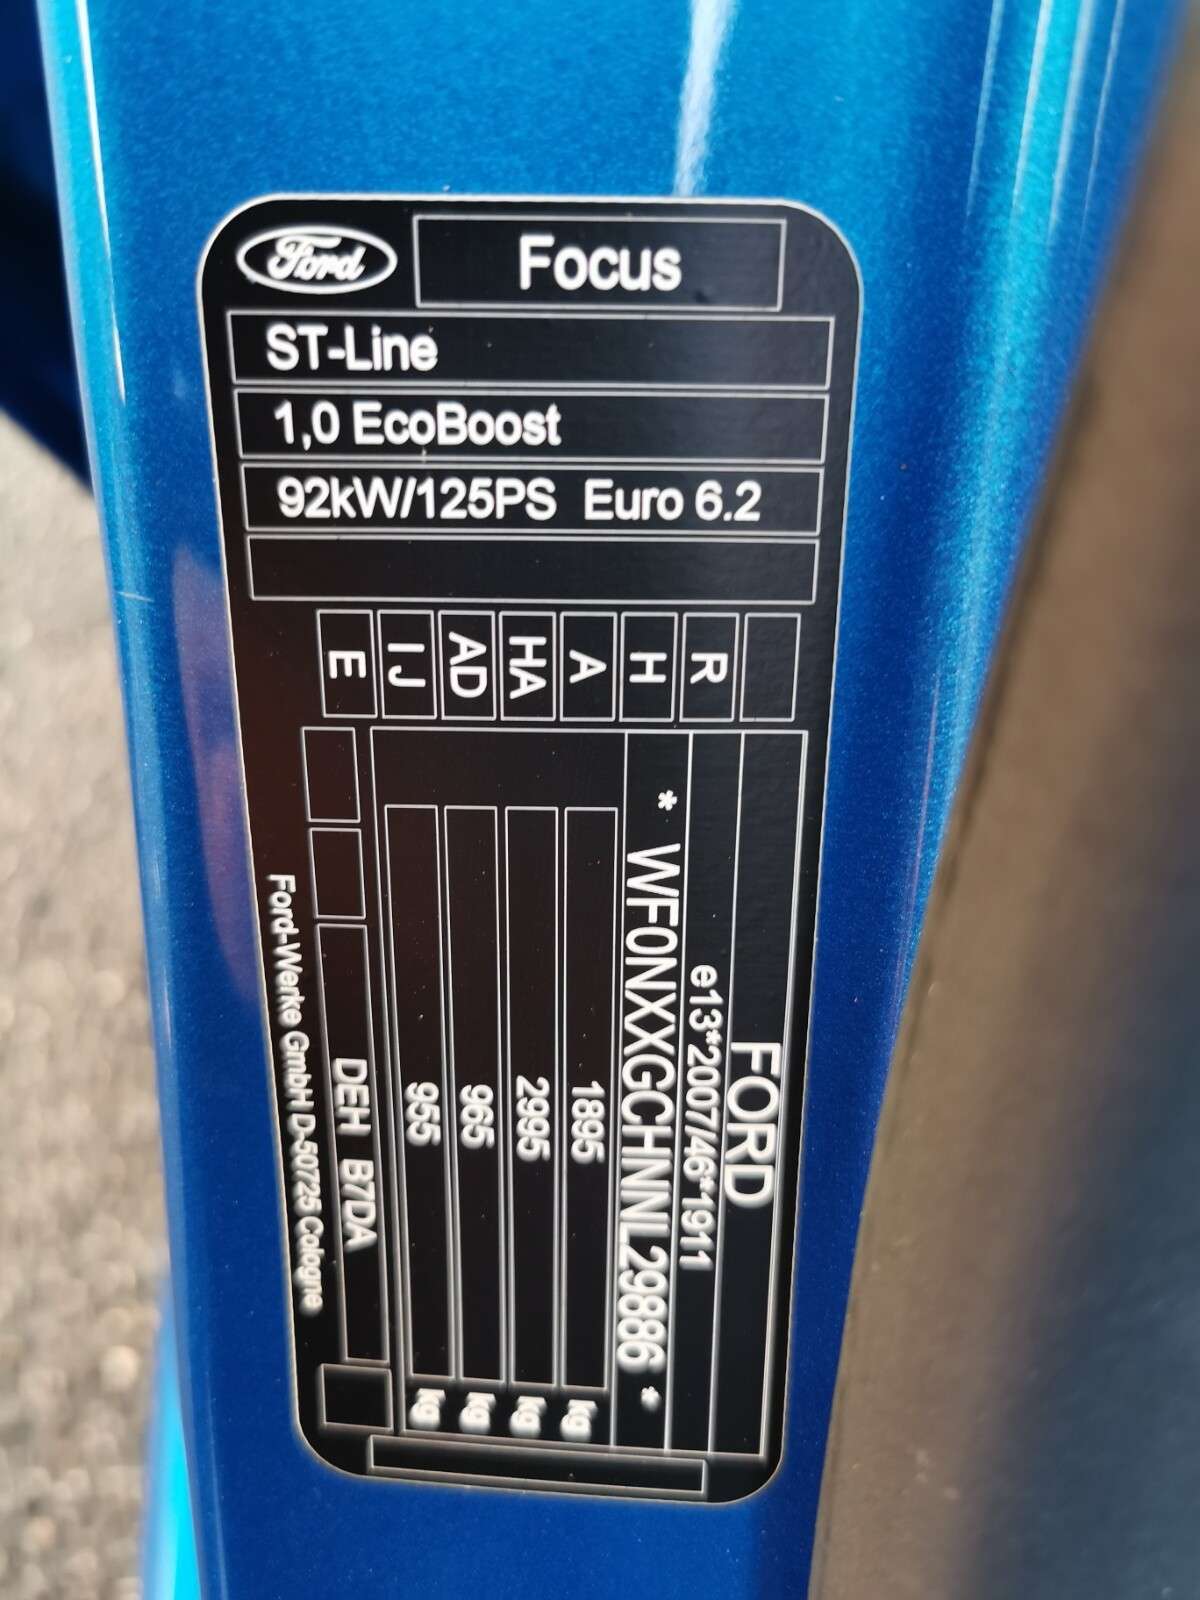 Ford Focus
ST-Line
1,0 EcoBoost
92kW/125PS Euro 6.2
FORD
R e13*2007/46*1911
H * WF0NXXGCHNNL29886 *
A 1895 kg
HA 2995 kg
AD 965 kg
IJ 955 kg
E DEH B7DA
Ford-Werke GmbH D-50725 Cologne